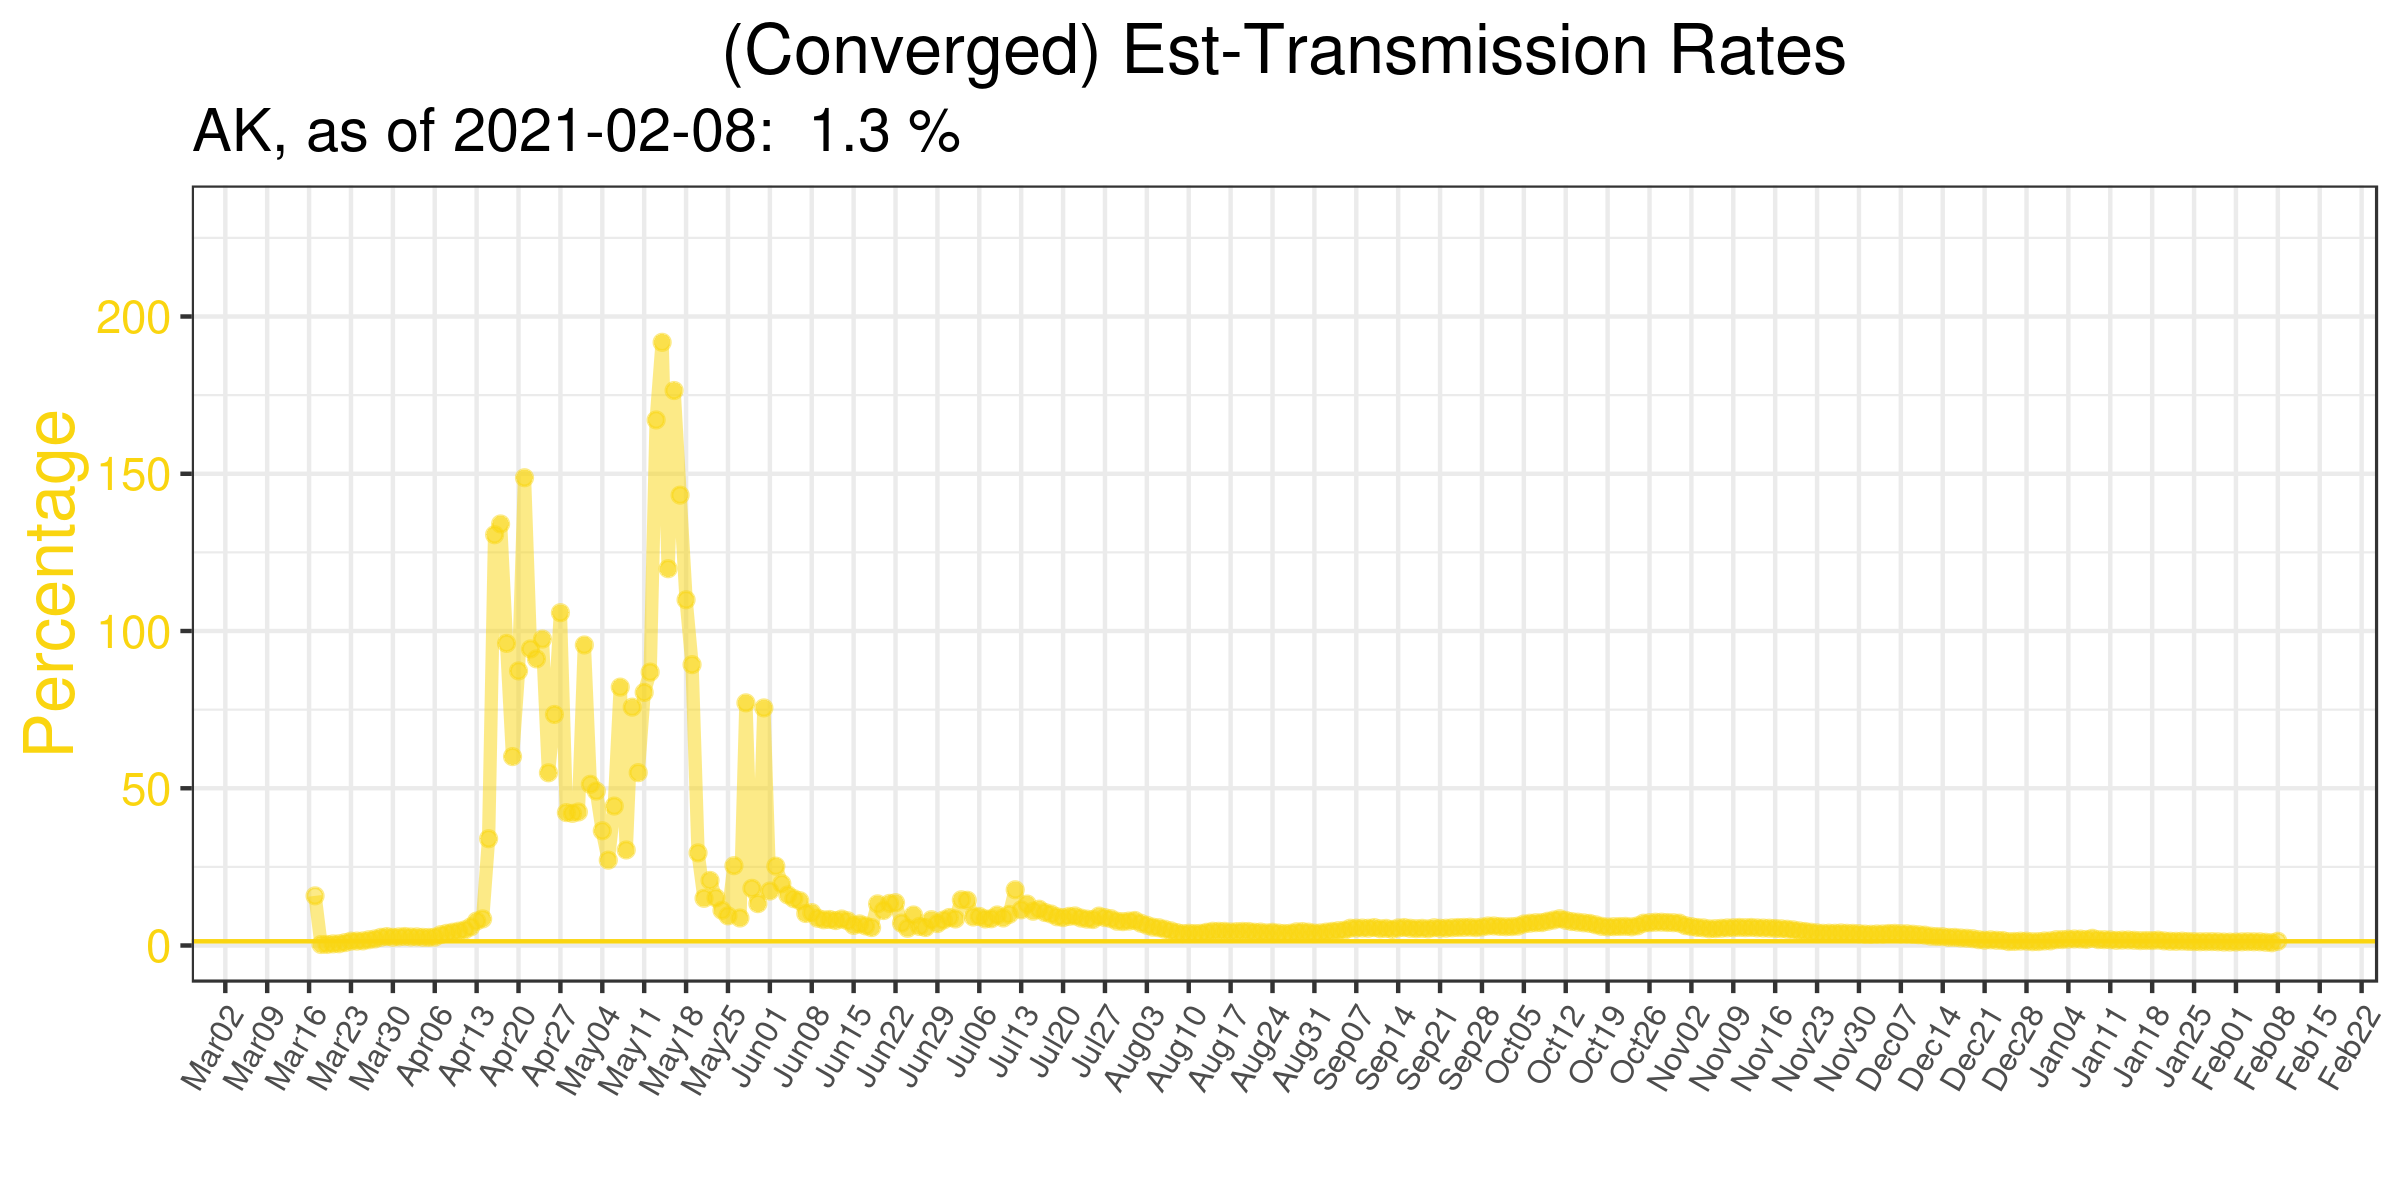 (Converged) Est-Transmission Rates
AK, as of 2021-02-08:  1.3 %
Percentage
200
150
100
50
0
Mar02
Mar09
Mar16
Mar23
Mar30
Apr06
Apr13
Apr20
Apr27
May04
May11
May18
May25
Jun01
Jun08
Jun15
Jun22
Jun29
Jul06
Jul13
Jul20
Jul27
Aug03
Aug10
Aug17
Aug24
Aug31
Sep07
Sep14
Sep21
Sep28
Oct05
Oct12
Oct19
Oct26
Nov02
Nov09
Nov16
Nov23
Nov30
Dec07
Dec14
Dec21
Dec28
Jan04
Jan11
Jan18
Jan25
Feb01
Feb08
Feb15
Feb22